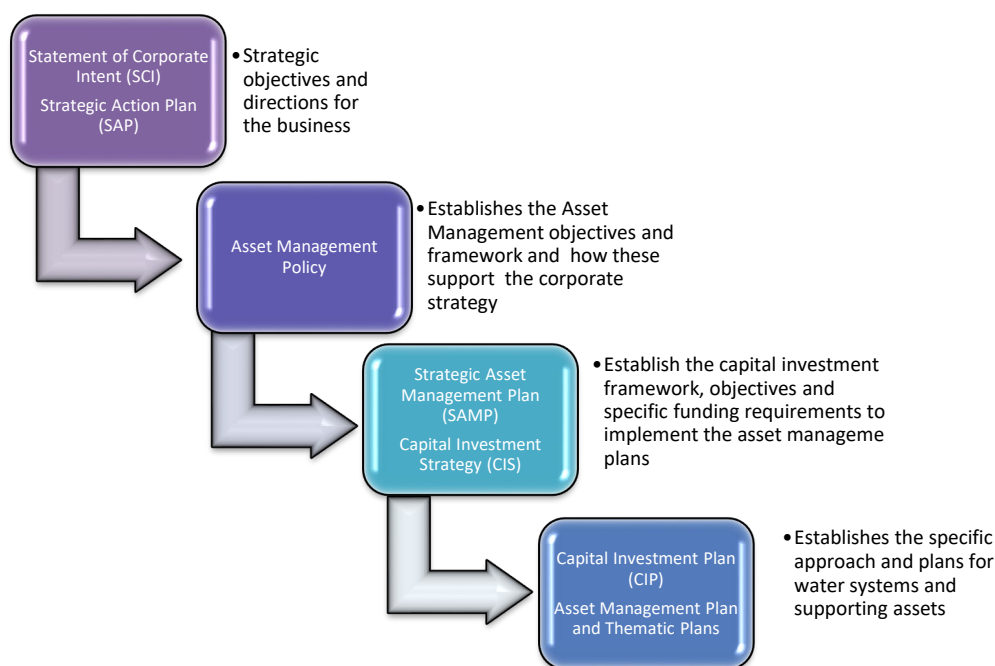 Statement of Corporate
Intent (SCI)
Strategic Action Plan
(SAP)
•Strategic
objectives and
directions for
the business
Asset Management
Policy
•Establishes the Asset
Management objectives and
framework and  how these
support  the corporate
strategy
Strategic Asset
Management Plan
(SAMP)
Capital Investment
Strategy (CIS)
•Establish the capital investment
framework, objectives and
specific funding requirements to
implement the asset manageme
plans
Capital Investment Plan
(CIP)
Asset Management Plan
and Thematic Plans
•Establishes the specific
approach and plans for
water systems and
supporting assets